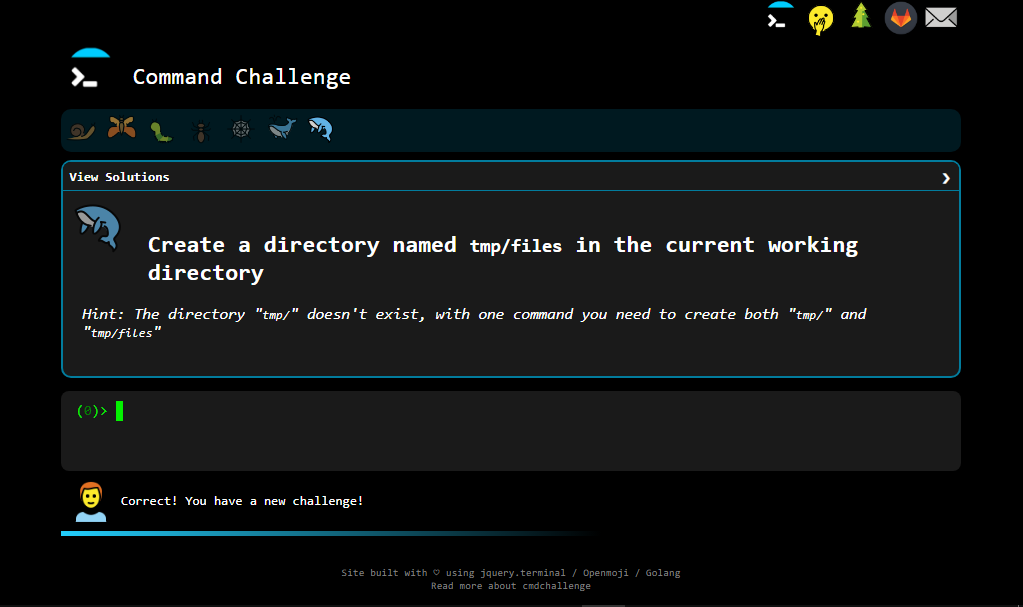 Command Challenge
View Solutions
Create a directory named tmp/files in the current working
directory
Hint: The directory "tmp/" doesn't exist, with one command you need to create both "tmp/" and
"tmp/files"
(0)>
Correct! You have a new challenge!
Site built with ♡ using jquery.terminal / Openmoji / Golang
Read more about cmdchallenge